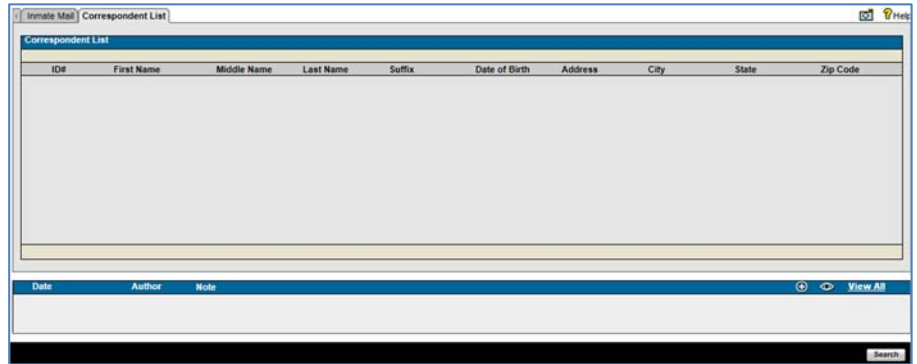 Inmate Mail Correspondent List Help
Correspondent List
ID# First Name Middle Name Last Name Suffix Date of Birth Address City State Zip Code
Date Author Note View All
Search